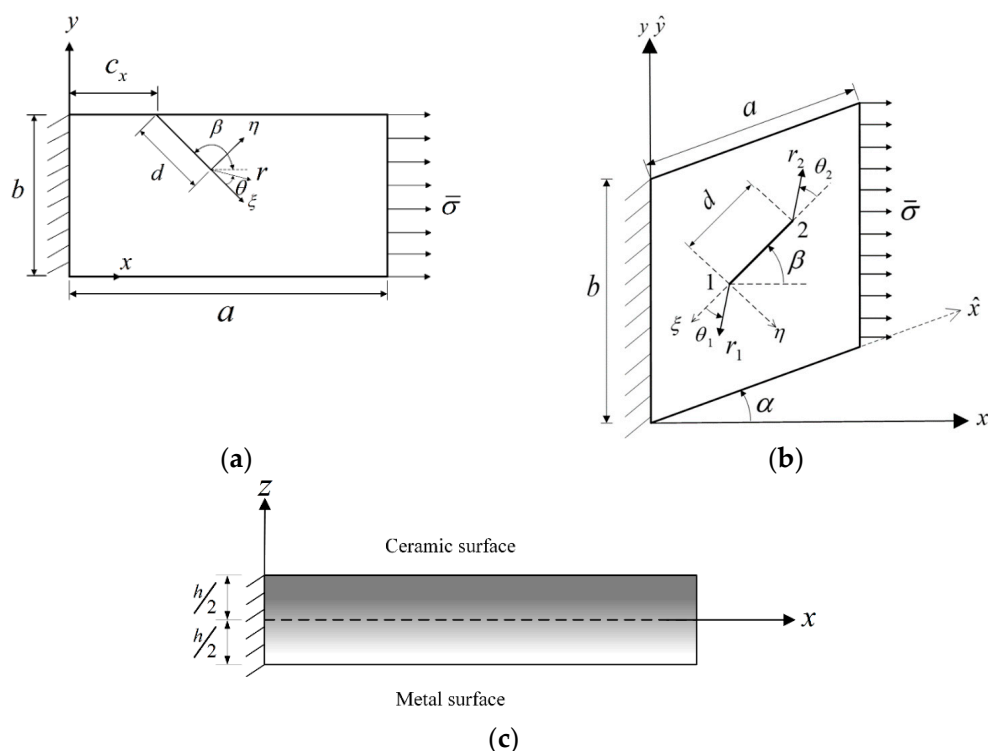 y
c_x
β
η
r
θ
ξ
d
b
σ̄
x
a
(a)
y ŷ
a
r_2
θ_2
d
2
β
σ̄
b
1
ξ
θ_1
r_1
η
x̂
α
x
(b)
z
Ceramic surface
h/2
x
h/2
Metal surface
(c)